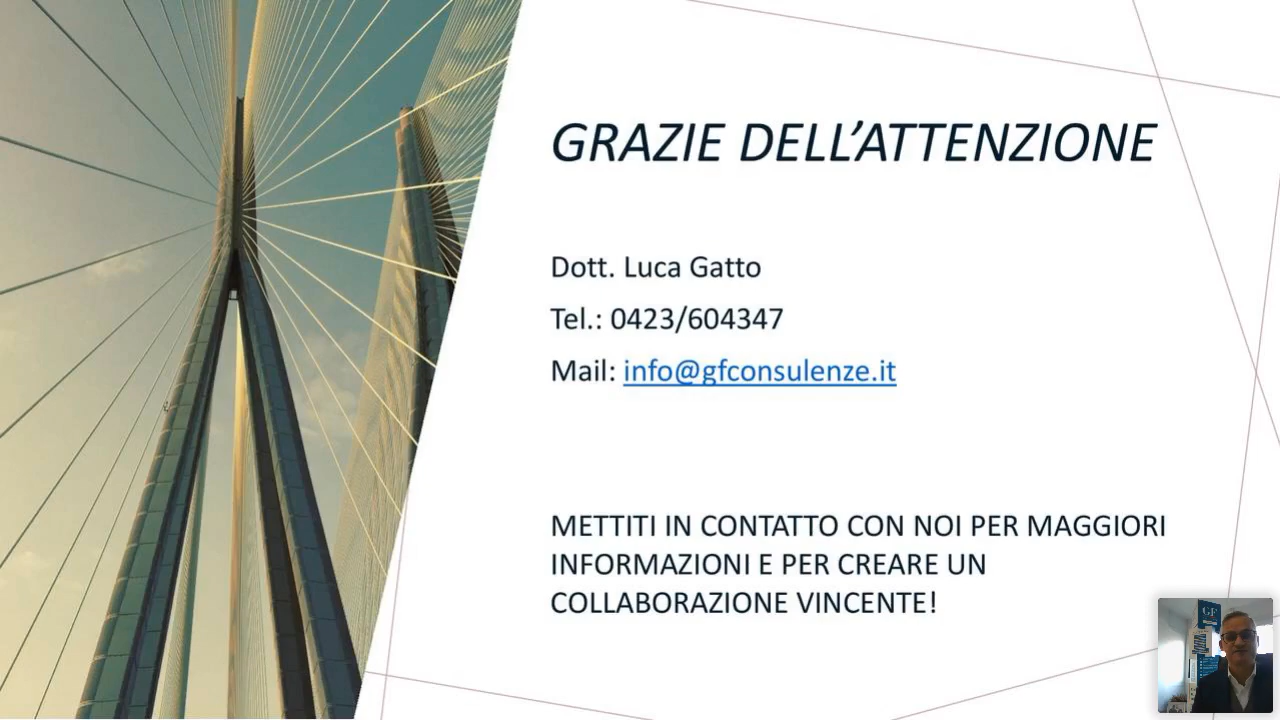 GRAZIE DELL’ATTENZIONE
Dott. Luca Gatto
Tel.: 0423/604347
Mail: info@gfconsulenze.it
METTITI IN CONTATTO CON NOI PER MAGGIORI
INFORMAZIONI E PER CREARE UN
COLLABORAZIONE VINCENTE!
GF